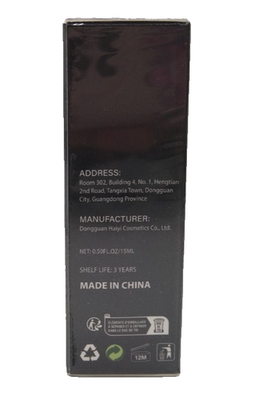 ADDRESS:
Room 302, Building 4, No. 1, Hengtian
2nd Road, Tangxia Town, Dongguan
City, Guangdong Province
MANUFACTURER:
Dongguan Haiyi Cosmetics Co., Ltd.
NET: 0.50FL.OZ/15ML
SHELF LIFE: 3 YEARS
MADE IN CHINA
12M